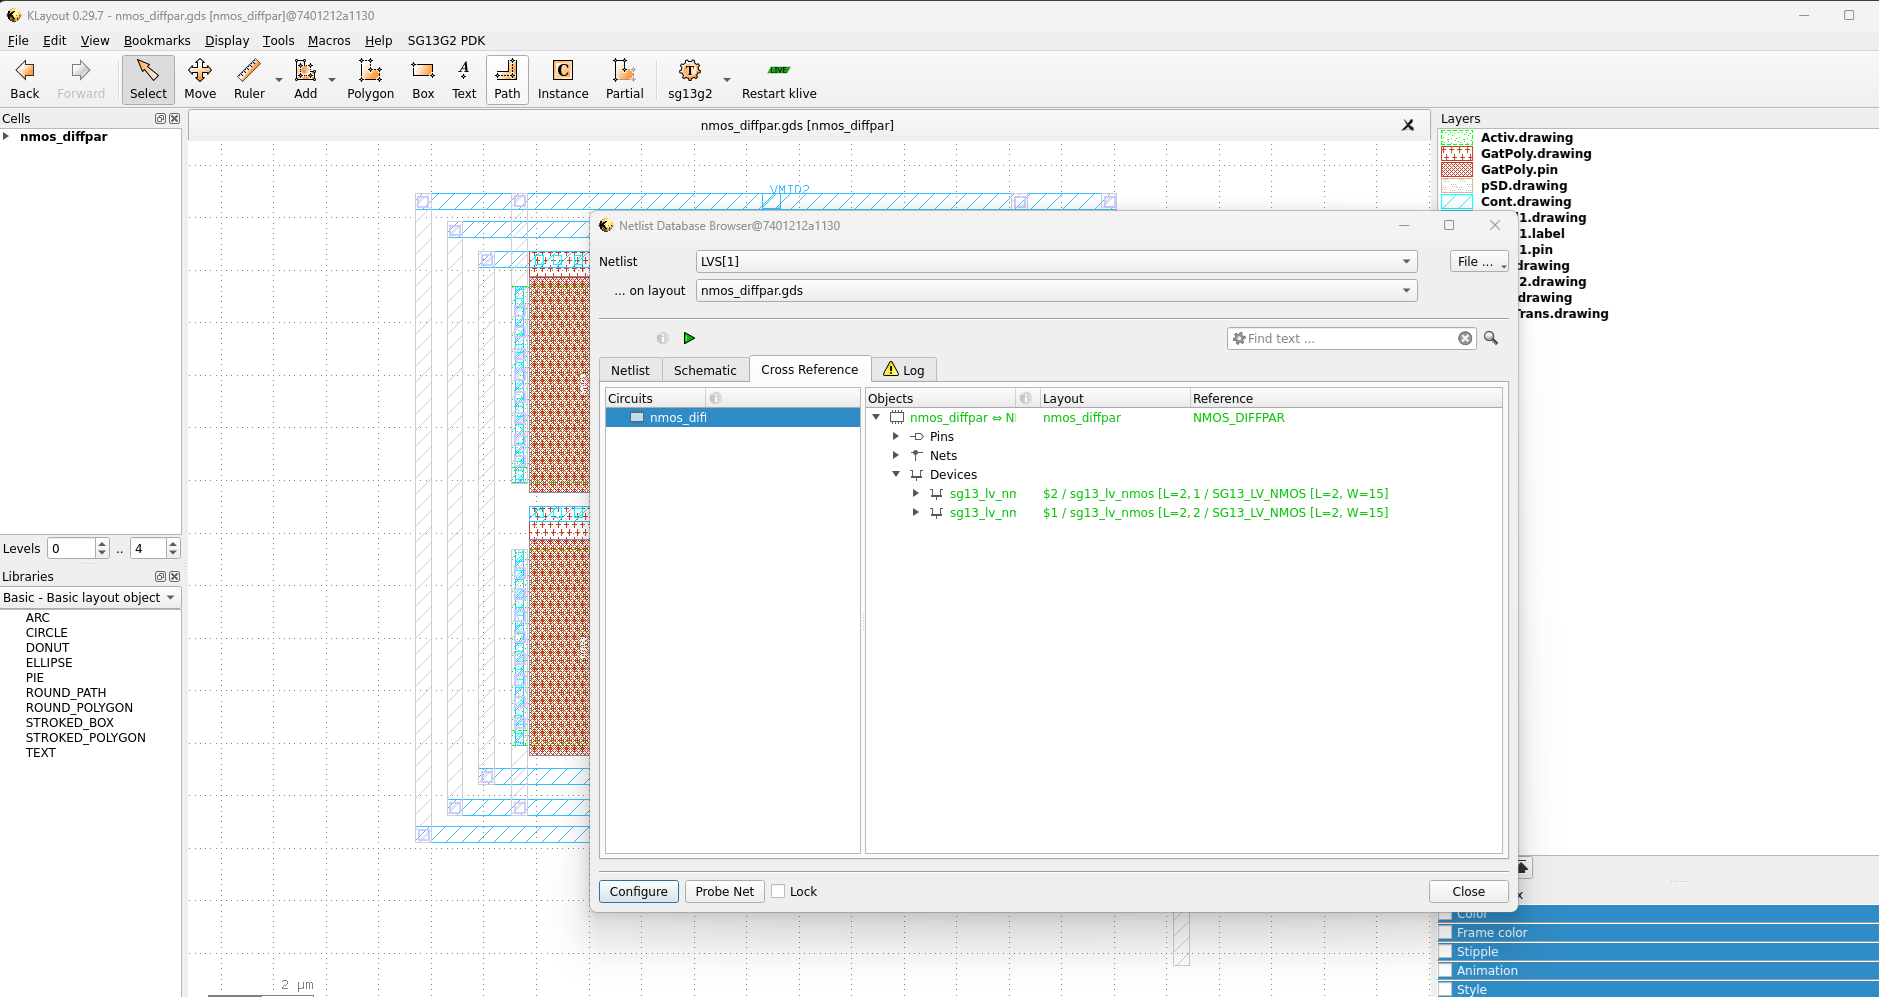 KLayout 0.29.7 - nmos_diffpar.gds [nmos_diffpar]@7401212a1130
File Edit View Bookmarks Display Tools Macros Help SG13G2 PDK
Back Forward Select Move Ruler Add Polygon Box Text Path Instance Partial sg13g2 LIVE Restart klive
Cells
nmos_diffpar
Levels 0 .. 4
Libraries
Basic - Basic layout object
ARC
CIRCLE
DONUT
ELLIPSE
PIE
ROUND_PATH
ROUND_POLYGON
STROKED_BOX
STROKED_POLYGON
TEXT
nmos_diffpar.gds [nmos_diffpar]
VMID2
2 µm
Netlist Database Browser@7401212a1130
Netlist LVS[1] File ...
... on layout nmos_diffpar.gds
Find text ...
Netlist Schematic Cross Reference Log
Circuits
nmos_diff
Objects Layout Reference
nmos_diffpar ⇔ N nmos_diffpar NMOS_DIFFPAR
Pins
Nets
Devices
sg13_lv_nm $2 / sg13_lv_nmos [L=2, 1 / SG13_LV_NMOS [L=2, W=15]
sg13_lv_nm $1 / sg13_lv_nmos [L=2, 2 / SG13_LV_NMOS [L=2, W=15]
Configure Probe Net Lock Close
Layers
Activ.drawing
GatPoly.drawing
GatPoly.pin
pSD.drawing
Cont.drawing
1.drawing
1.label
1.pin
drawing
2.drawing
drawing
Trans.drawing
x
Color
Frame color
Stipple
Animation
Style